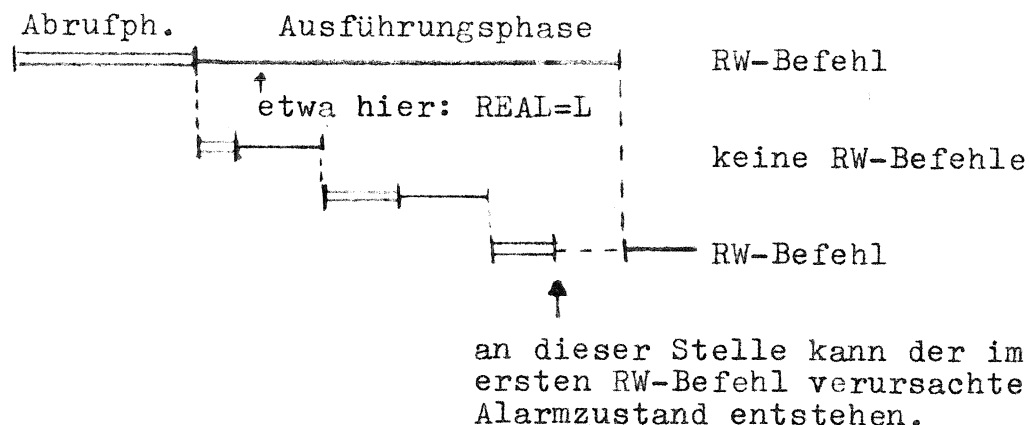 Abrufph. Ausführungsphase
RW-Befehl
etwa hier: REAL=L
keine RW-Befehle
RW-Befehl
an dieser Stelle kann der im
ersten RW-Befehl verursachte
Alarmzustand entstehen.